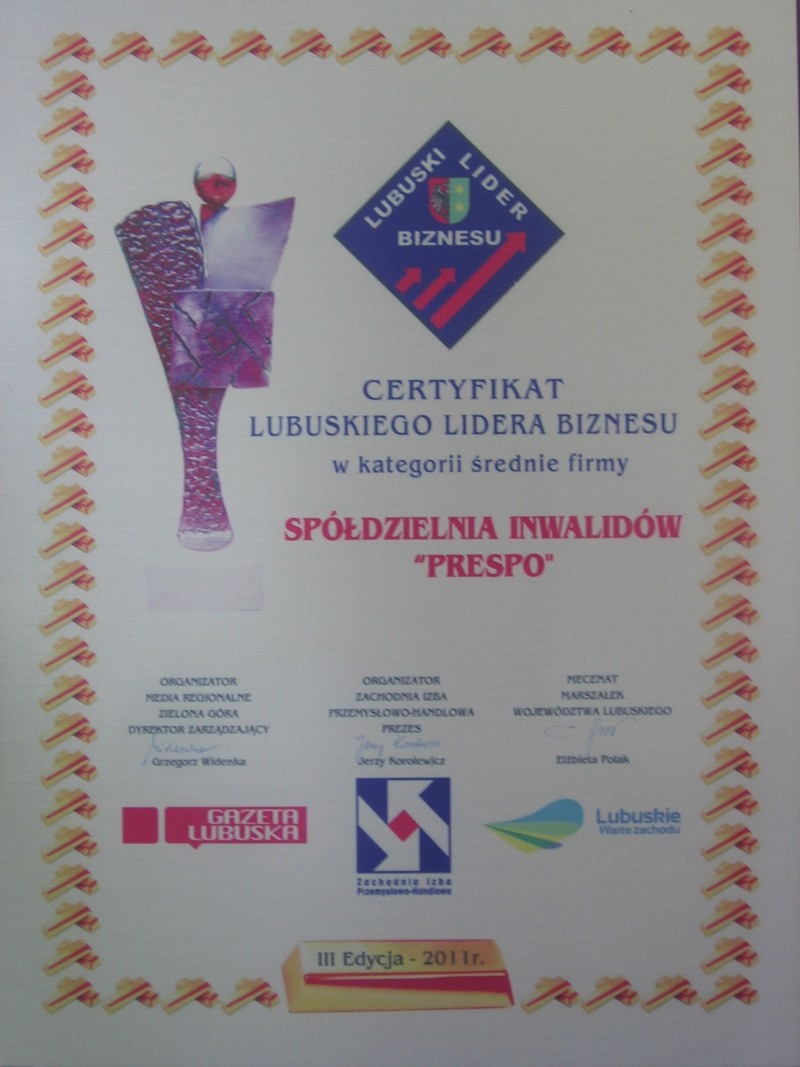 LUBUSKI LIDER
BIZNESU
CERTYFIKAT
LUBUSKIEGO LIDERA BIZNESU
w kategorii średnie firmy
SPÓŁDZIELNIA INWALIDÓW
“PRESPO"
ORGANIZATOR
MEDIA REGIONALNE
ZIELONA GÓRA
DYREKTOR ZARZĄDZAJĄCY
Grzegorz Widenka
ORGANIZATOR
ZACHODNIA IZBA
PRZEMYSŁOWO-HANDLOWA
PREZES
Jerzy Korolewicz
MECENAT
MARSZAŁEK
WOJEWÓDZTWA LUBUSKIEGO
Elżbieta Polak
GAZETA
LUBUSKA
Zachodnia Izba
Przemysłowo-Handlowa
Lubuskie
Warte zachodu
III Edycja - 2011r.